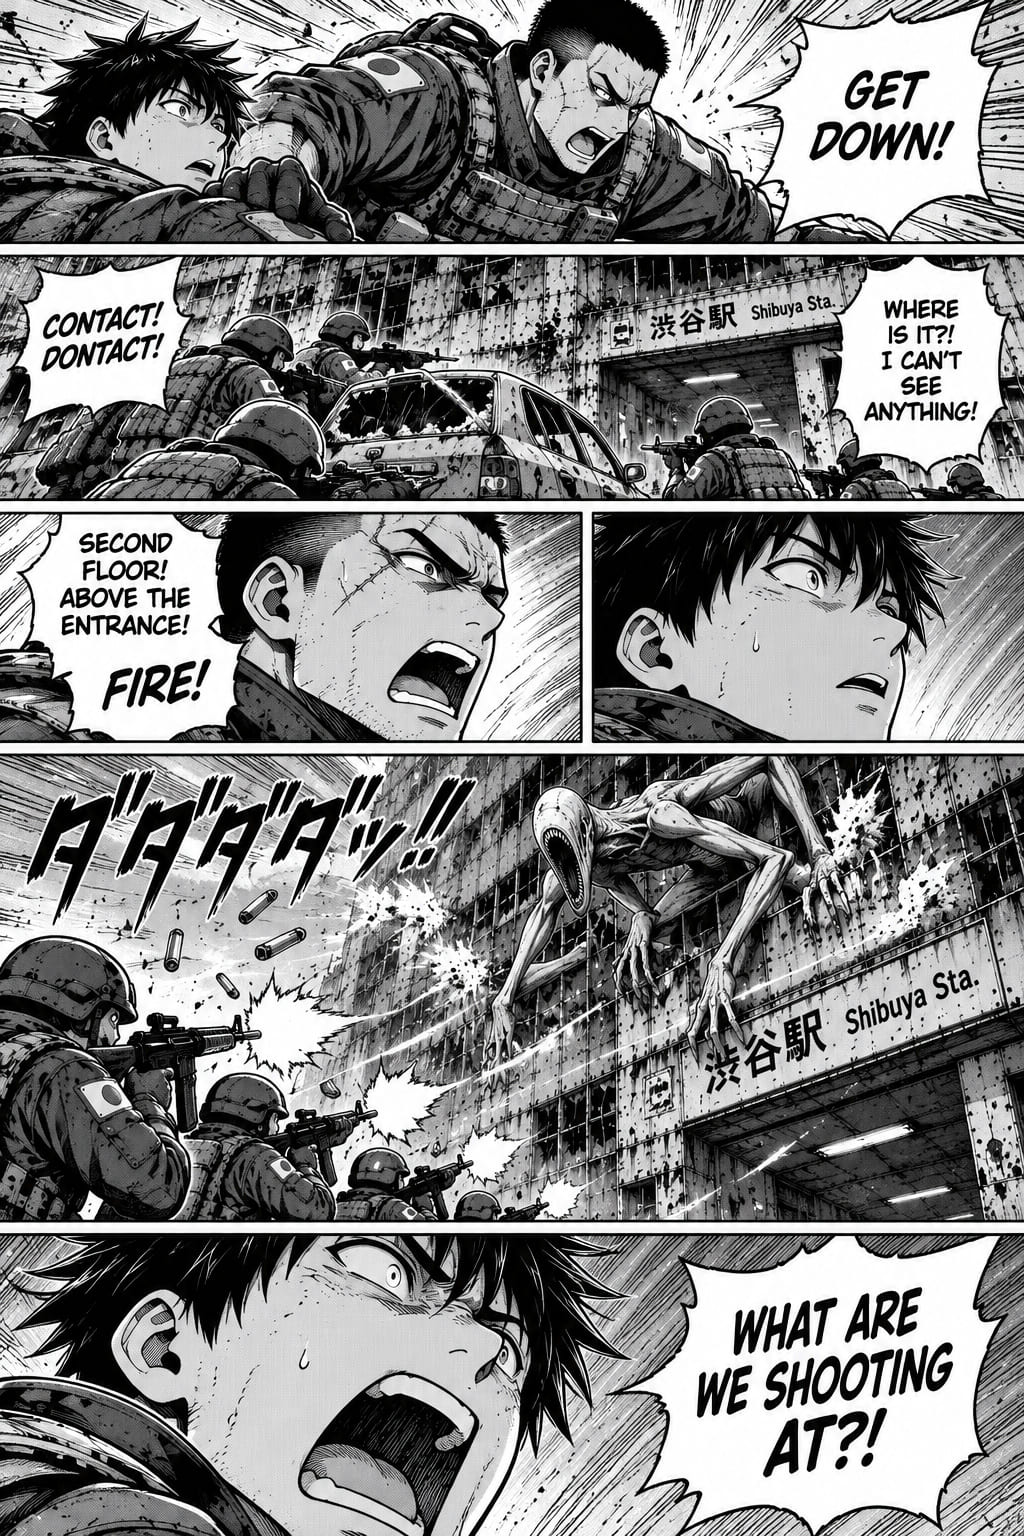 GET
DOWN!
CONTACT!
DONTACT!
渋谷駅 Shibuya Sta.
WHERE
IS IT?!
I CAN'T
SEE
ANYTHING!
SECOND
FLOOR!
ABOVE THE
ENTRANCE!
FIRE!
ダダダダッ!!
渋谷駅 Shibuya Sta.
WHAT ARE
WE SHOOTING
AT?!